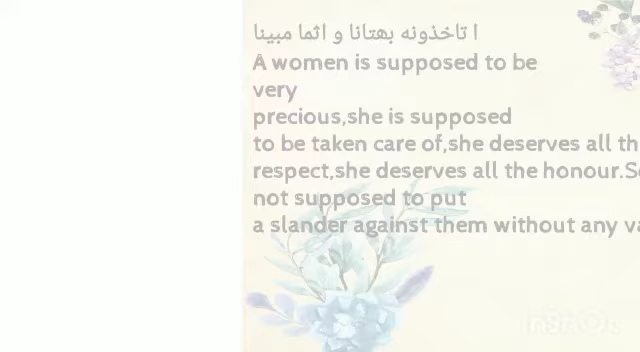 ا تاخذونه بهتانا و اثما مبينا
A women is supposed to be
very
precious,she is supposed
to be taken care of,she deserves all th
respect,she deserves all the honour.S
not supposed to put
a slander against them without any va